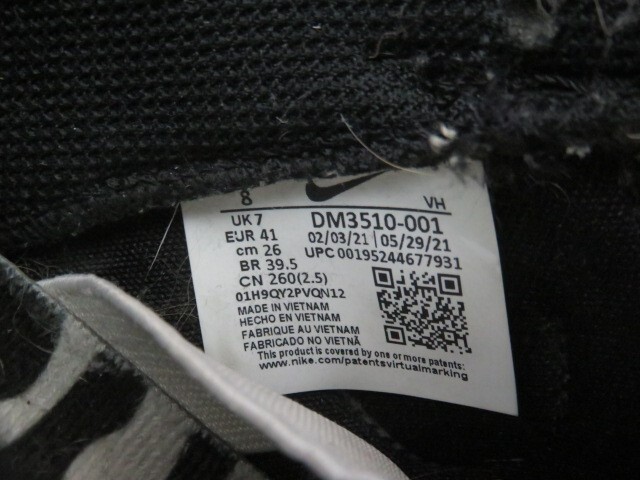 8 VH
UK 7 DM3510-001
EUR 41 02/03/21 05/29/21
cm 26 UPC 00195244677931
BR 39.5
CN 260(2.5)
01H9QY2PVQN12
MADE IN VIETNAM
HECHO EN VIETNAM
FABRIQUE AU VIETNAM
FABRICADO NO VIETNÃ
This product is covered by one or more patents:
www.nike.com/patentsvirtualmarking